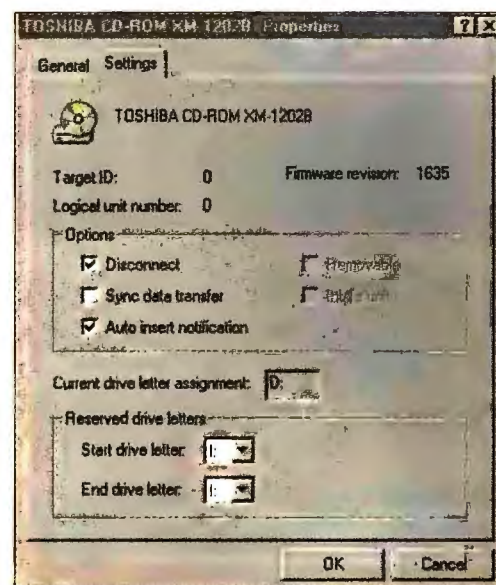 TOSHIBA CD-ROM XM-1202B Properties
General Settings
TOSHIBA CD-ROM XM-1202B
Target ID: 0 Firmware revision: 1635
Logical unit number: 0
Options
Disconnect Removable
Sync data transfer
Auto insert notification
Current drive letter assignment: D:
Reserved drive letters
Start drive letter: I:
End drive letter: I:
OK Cancel